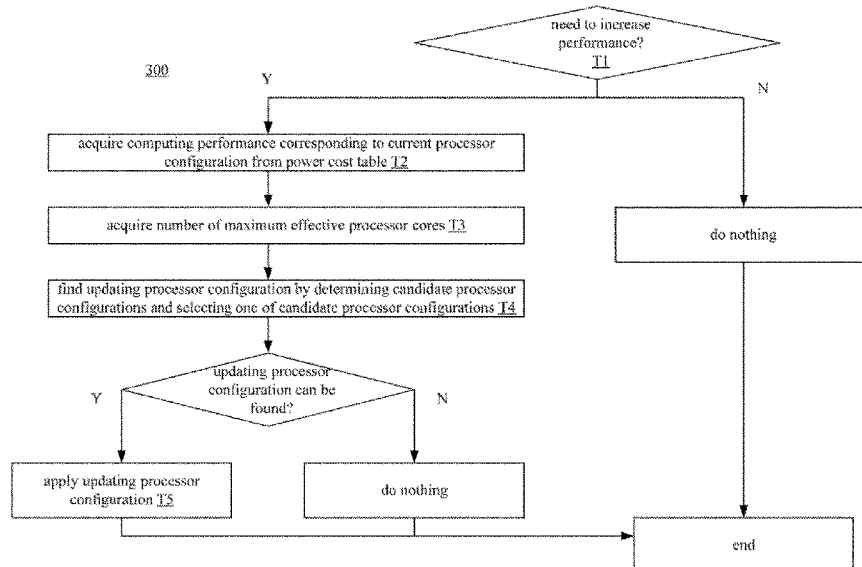 need to increase
performance?
T1
300
Y
N
acquire computing performance corresponding to current processor
configuration from power cost table T2
acquire number of maximum effective processor cores T3
do nothing
find updating processor configuration by determining candidate processor
configurations and selecting one of candidate processor configurations T4
updating processor
configuration can be
found?
Y
N
apply updating processor
configuration T5
do nothing
end